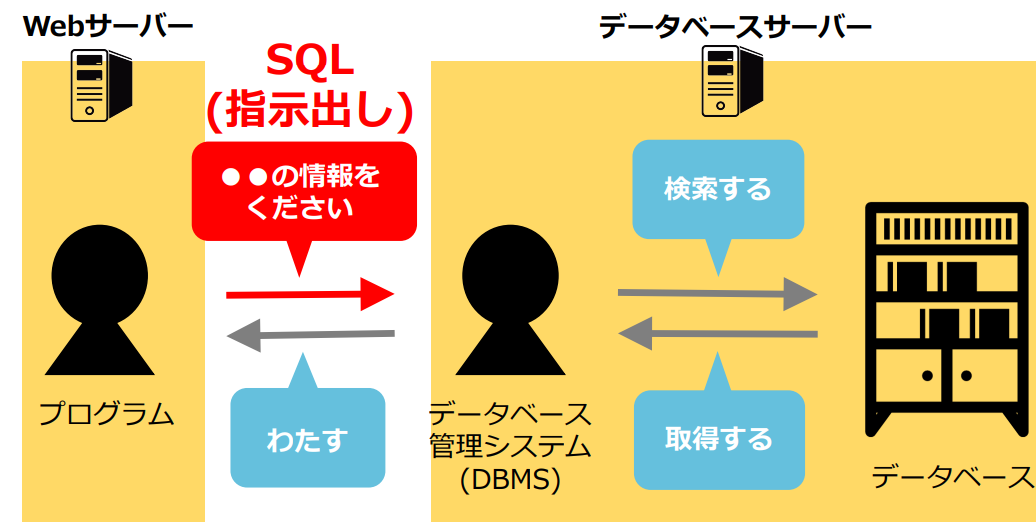 Webサーバー
データベースサーバー
SQL
(指示出し)
●●の情報を
ください
検索する
わたす
取得する
プログラム
データベース
管理システム
(DBMS)
データベース